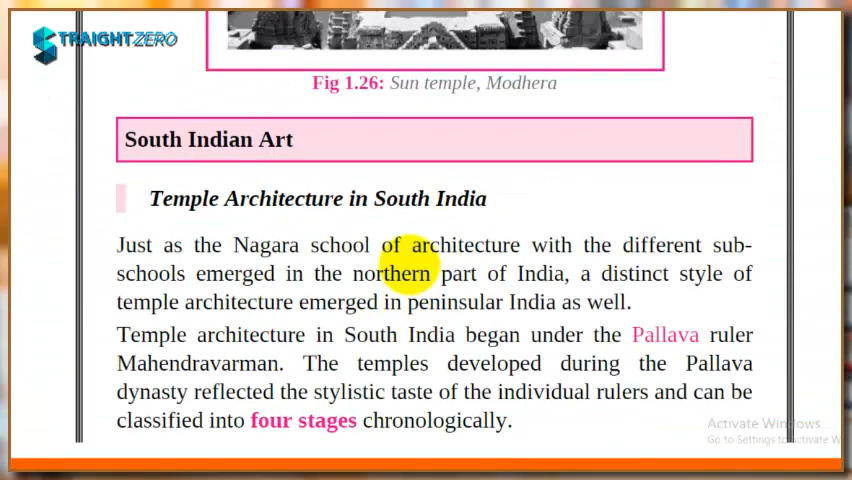 STRAIGHTZERO
Fig 1.26: Sun temple, Modhera
South Indian Art
Temple Architecture in South India
Just as the Nagara school of architecture with the different sub-
schools emerged in the northern part of India, a distinct style of
temple architecture emerged in peninsular India as well.
Temple architecture in South India began under the Pallava ruler
Mahendravarman. The temples developed during the Pallava
dynasty reflected the stylistic taste of the individual rulers and can be
classified into four stages chronologically.
Activate Windows
Go to Settings to activate W